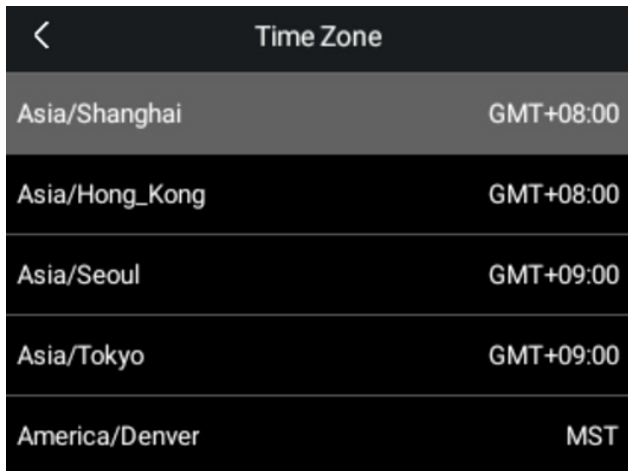 Time Zone
Asia/Shanghai GMT+08:00
Asia/Hong_Kong GMT+08:00
Asia/Seoul GMT+09:00
Asia/Tokyo GMT+09:00
America/Denver MST